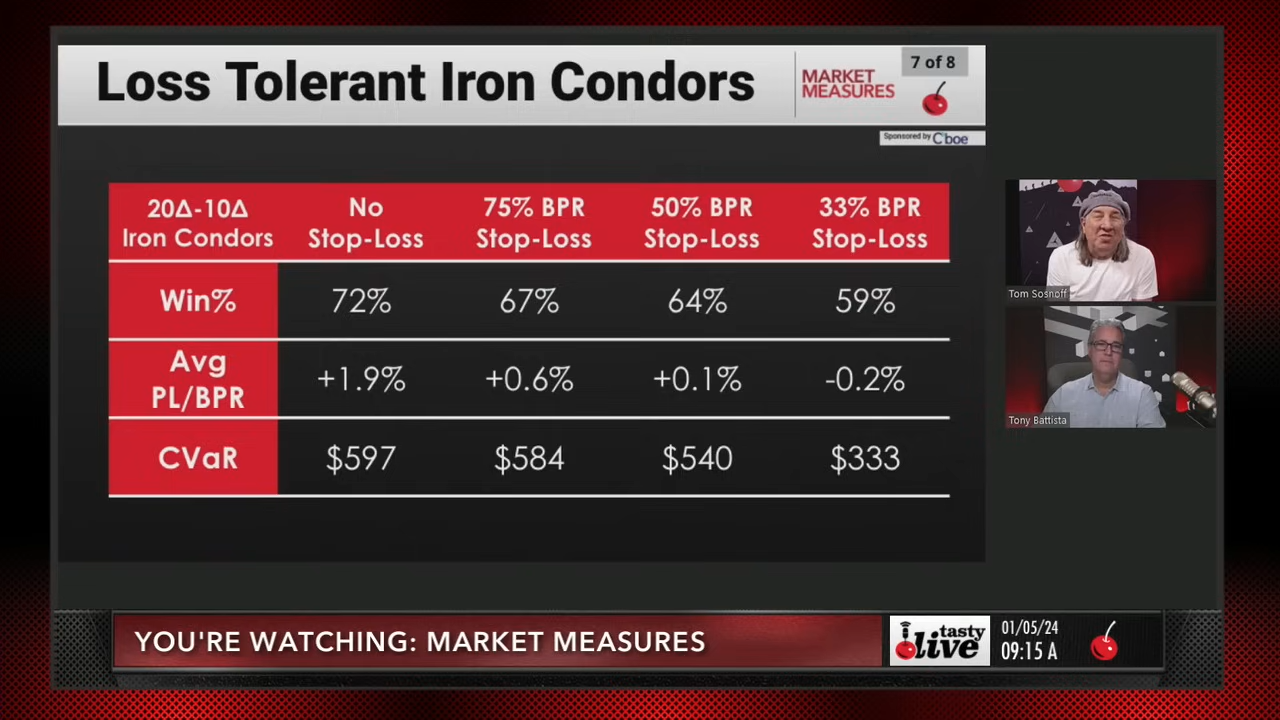 Loss Tolerant Iron Condors
MARKET
MEASURES
7 of 8
Sponsored by Cboe
20Δ-10Δ
Iron Condors
No
Stop-Loss
75% BPR
Stop-Loss
50% BPR
Stop-Loss
33% BPR
Stop-Loss
Win%
72%
67%
64%
59%
Avg
PL/BPR
+1.9%
+0.6%
+0.1%
-0.2%
CVaR
$597
$584
$540
$333
Tom Sosnoff
Tony Battista
YOU'RE WATCHING: MARKET MEASURES
tasty
live
01/05/24
09:15 A